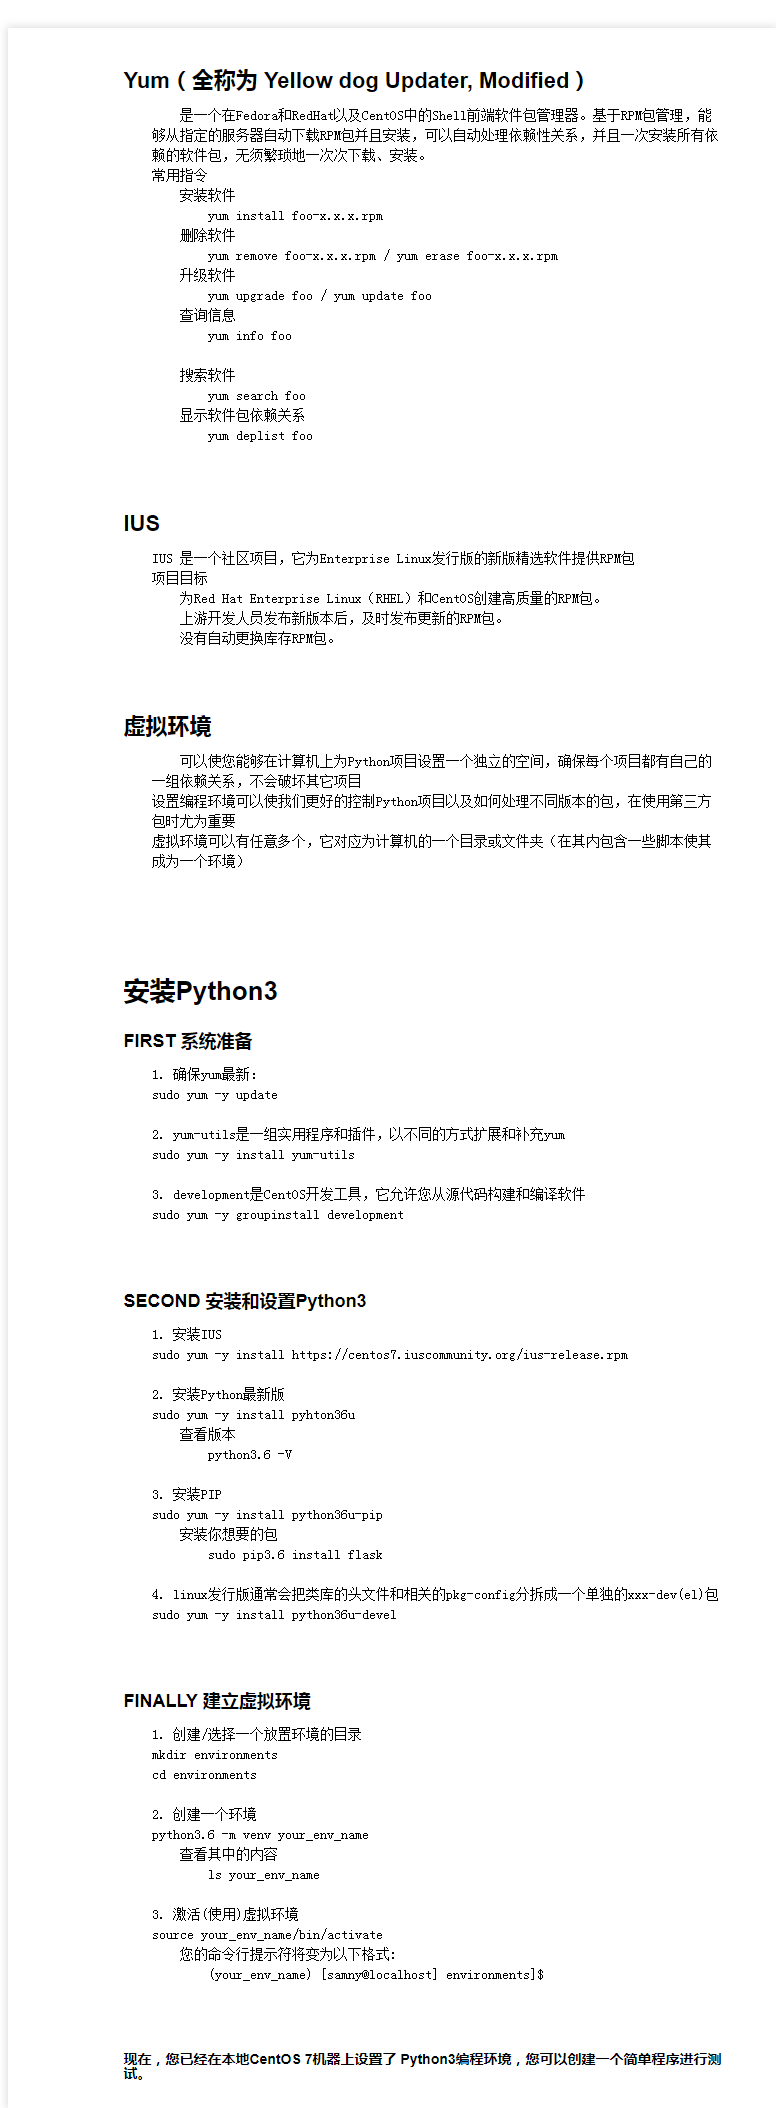 Yum（全称为 Yellow dog Updater, Modified）
是一个在Fedora和RedHat以及CentOS中的Shell前端软件包管理器。基于RPM包管理，能
够从指定的服务器自动下载RPM包并且安装，可以自动处理依赖性关系，并且一次安装所有依
赖的软件包，无须繁琐地一次次下载、安装。
常用指令
安装软件
yum install foo-x.x.x.rpm
删除软件
yum remove foo-x.x.x.rpm / yum erase foo-x.x.x.rpm
升级软件
yum upgrade foo / yum update foo
查询信息
yum info foo
搜索软件
yum search foo
显示软件包依赖关系
yum deplist foo
IUS
IUS 是一个社区项目，它为Enterprise Linux发行版的新版精选软件提供RPM包
项目目标
为Red Hat Enterprise Linux（RHEL）和CentOS创建高质量的RPM包。
上游开发人员发布新版本后，及时发布更新的RPM包。
没有自动更换库存RPM包。
虚拟环境
可以使您能够在计算机上为Python项目设置一个独立的空间，确保每个项目都有自己的
一组依赖关系，不会破坏其它项目
设置编程环境可以使我们更好的控制Python项目以及如何处理不同版本的包，在使用第三方
包时尤为重要
虚拟环境可以有任意多个，它对应为计算机的一个目录或文件夹（在其内包含一些脚本使其
成为一个环境）
安装Python3
FIRST 系统准备
1. 确保yum最新：
sudo yum -y update
2. yum-utils是一组实用程序和插件，以不同的方式扩展和补充yum
sudo yum -y install yum-utils
3. development是CentOS开发工具，它允许您从源代码构建和编译软件
sudo yum -y groupinstall development
SECOND 安装和设置Python3
1. 安装IUS
sudo yum -y install https://centos7.iuscommunity.org/ius-release.rpm
2. 安装Python最新版
sudo yum -y install pyhton36u
查看版本
python3.6 -V
3. 安装PIP
sudo yum -y install python36u-pip
安装你想要的包
sudo pip3.6 install flask
4. linux发行版通常会把类库的头文件和相关的pkg-config分拆成一个单独的xxx-dev(el)包
sudo yum -y install python36u-devel
FINALLY 建立虚拟环境
1. 创建/选择一个放置环境的目录
mkdir environments
cd environments
2. 创建一个环境
python3.6 -m venv your_env_name
查看其中的内容
ls your_env_name
3. 激活(使用)虚拟环境
source your_env_name/bin/activate
您的命令行提示符将变为以下格式:
(your_env_name) [samny@localhost] environments]$
现在，您已经在本地CentOS 7机器上设置了 Python3编程环境，您可以创建一个简单程序进行测
试。